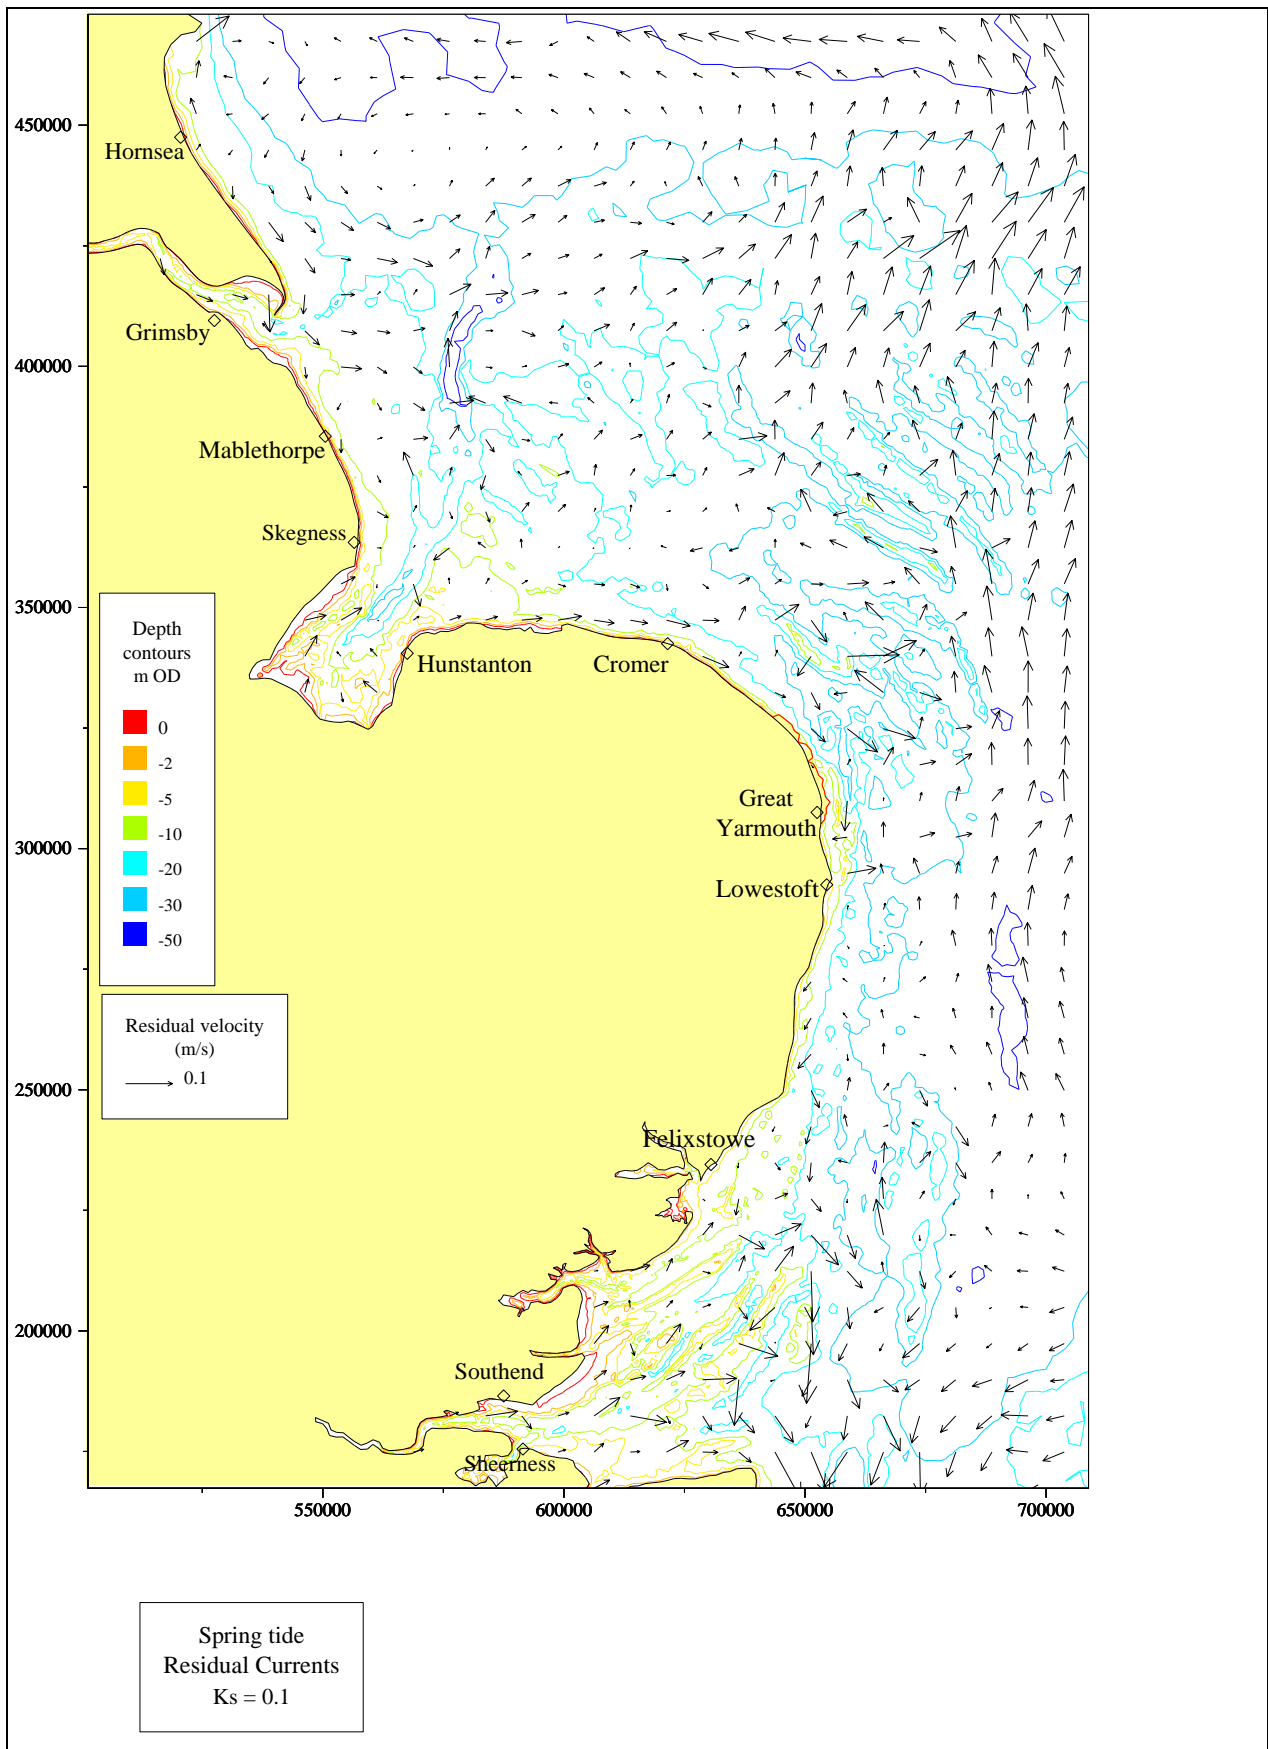 450000
Hornsea
Grimsby
400000
Mablethorpe
Skegness
350000
Depth
contours
m OD
0
-2
-5
-10
-20
-30
-50
Hunstanton
Cromer
Great
Yarmouth
300000
Lowestoft
Residual velocity
(m/s)
0.1
250000
Felixstowe
200000
Southend
Sheerness
550000
600000
650000
700000
Spring tide
Residual Currents
Ks = 0.1